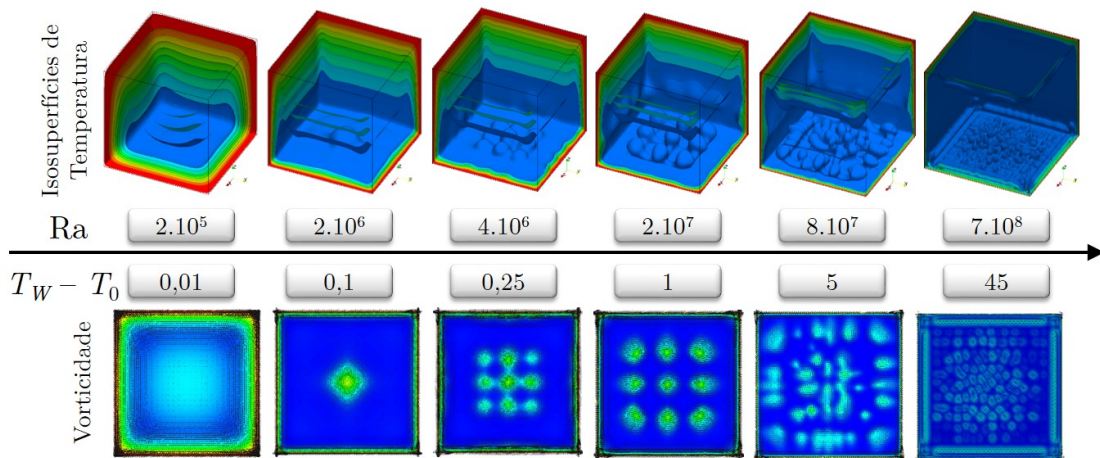 Isosuperfícies de
Temperatura
Ra
2.10⁵
2.10⁶
4.10⁶
2.10⁷
8.10⁷
7.10⁸
T_W − T_0
0,01
0,1
0,25
1
5
45
Vorticidade